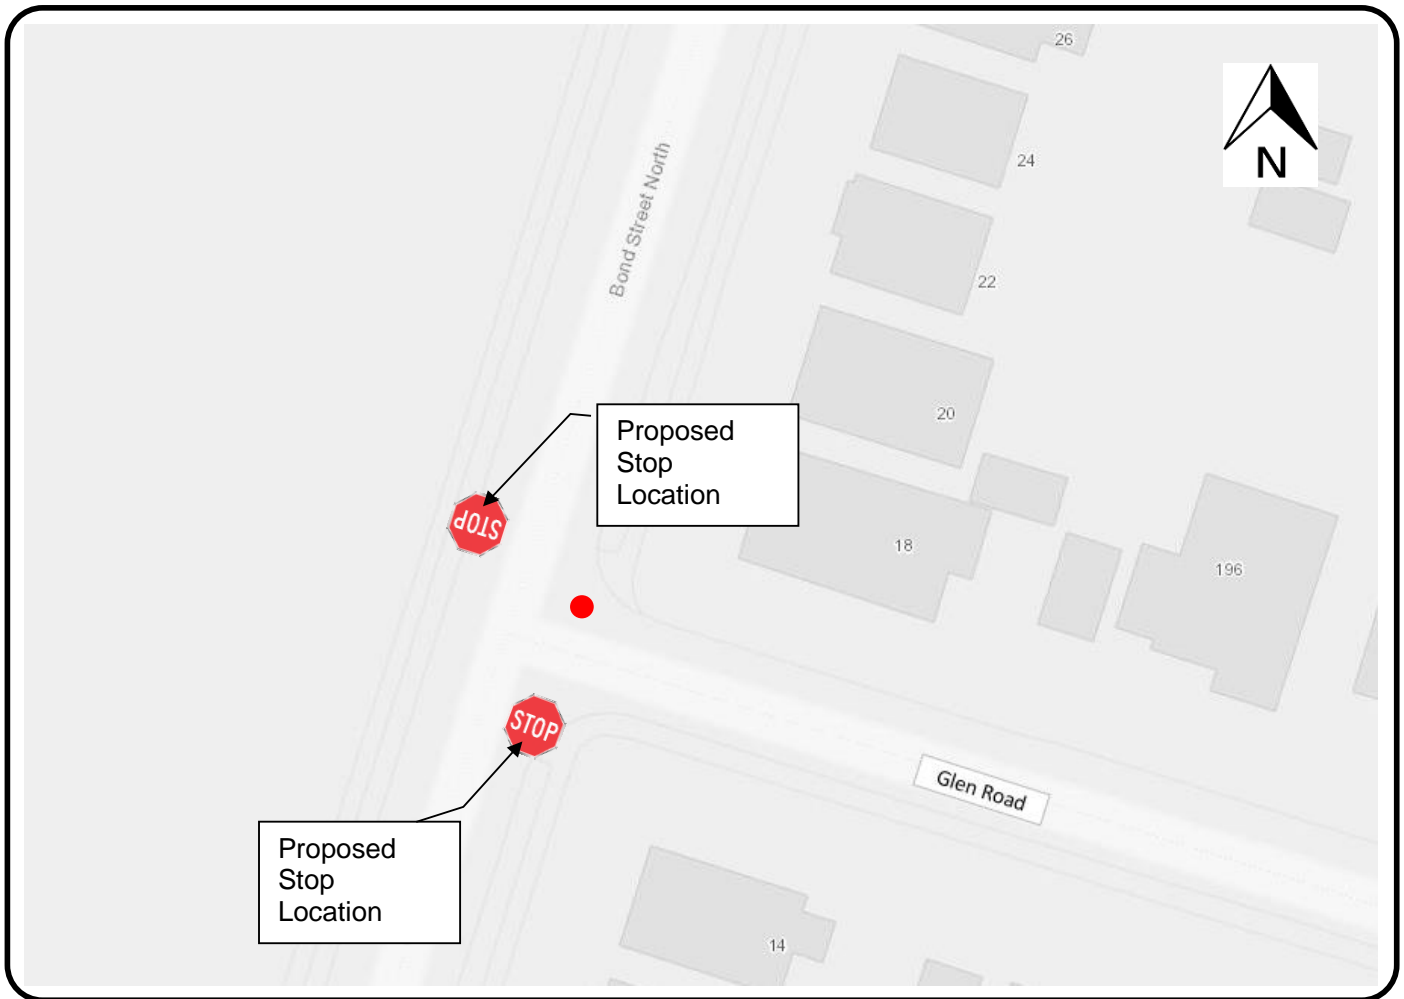 26
24
N
Bond Street North
22
20
Proposed
Stop
Location
STOP
18
196
STOP
Glen Road
Proposed
Stop
Location
14